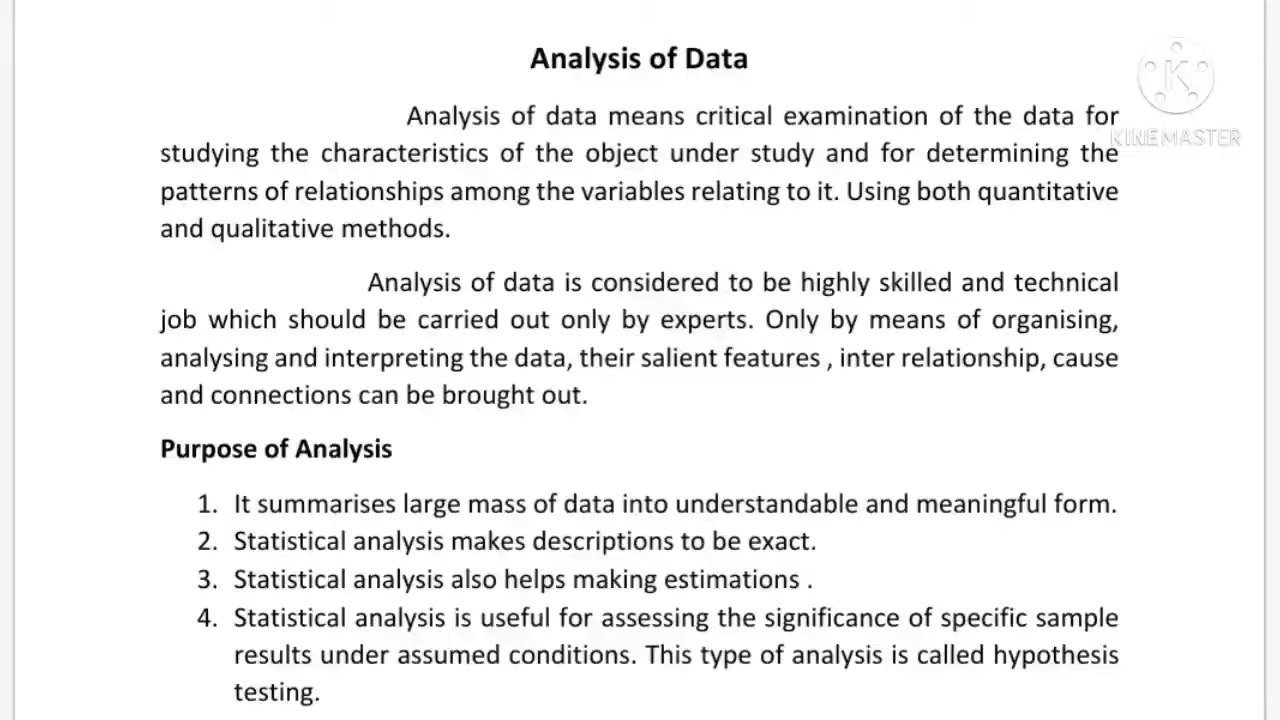 Analysis of Data
K
KINEMASTER
Analysis of data means critical examination of the data for
studying the characteristics of the object under study and for determining the
patterns of relationships among the variables relating to it. Using both quantitative
and qualitative methods.
Analysis of data is considered to be highly skilled and technical
job which should be carried out only by experts. Only by means of organising,
analysing and interpreting the data, their salient features , inter relationship, cause
and connections can be brought out.
Purpose of Analysis
1. It summarises large mass of data into understandable and meaningful form.
2. Statistical analysis makes descriptions to be exact.
3. Statistical analysis also helps making estimations .
4. Statistical analysis is useful for assessing the significance of specific sample
results under assumed conditions. This type of analysis is called hypothesis
testing.